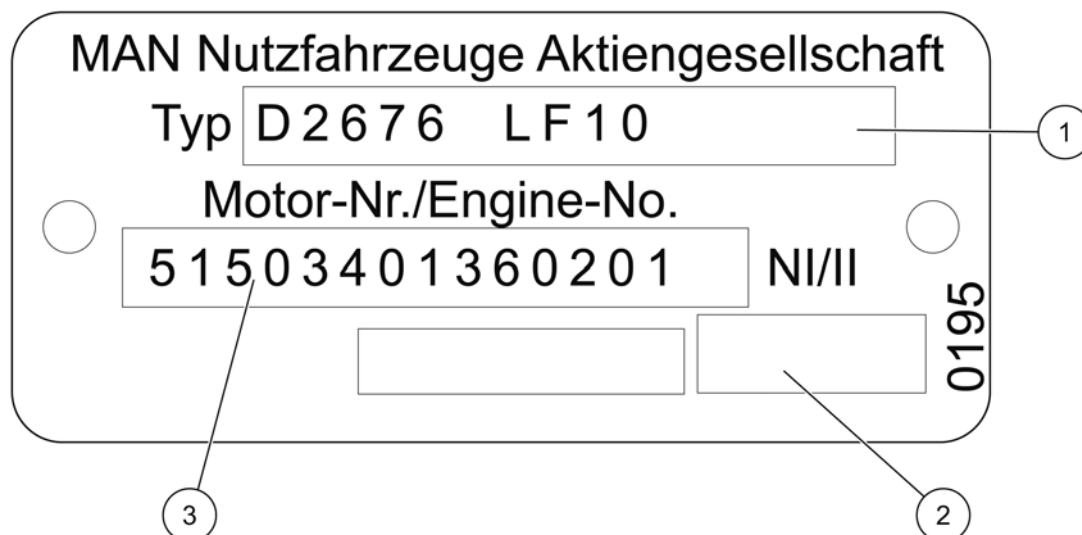 MAN Nutzfahrzeuge Aktiengesellschaft
Typ D2676 LF10
1
Motor-Nr./Engine-No.
51503401360201 NI/II
0195
3
2